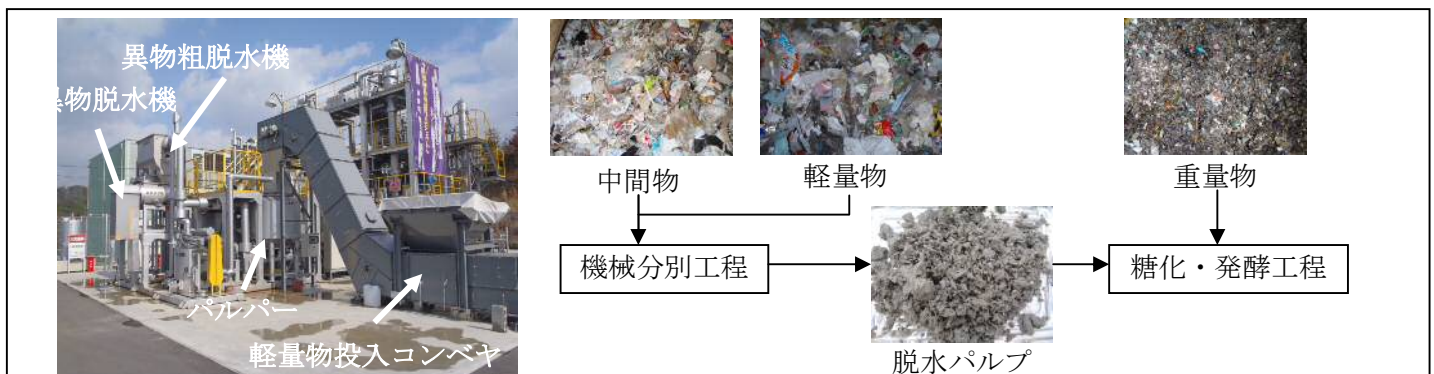 異物粗脱水機
異物脱水機
パルパー
軽量物投入コンベヤ
中間物
軽量物
重量物
機械分別工程
糖化・発酵工程
脱水パルプ